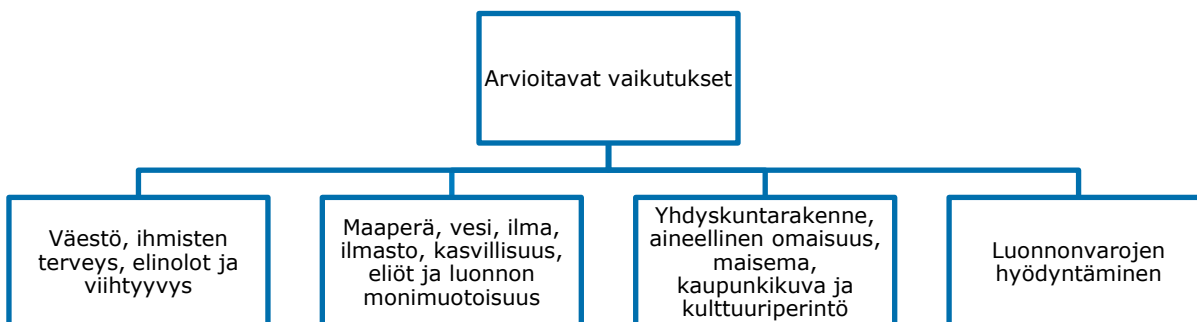 Arvioitavat vaikutukset
Väestö, ihmisten
terveys, elinolot ja
viihtyyvys
Maaperä, vesi, ilma,
ilmasto, kasvillisuus,
eliöt ja luonnon
monimuotoisuus
Yhdyskuntarakenne,
aineellinen omaisuus,
maisema,
kaupunkikuva ja
kulttuuriperintö
Luonnonvarojen
hyödyntäminen